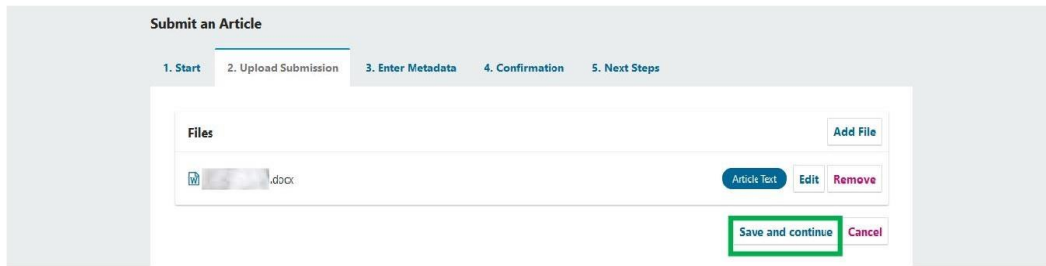 Submit an Article
1. Start 2. Upload Submission 3. Enter Metadata 4. Confirmation 5. Next Steps
Files Add File
.docx Article Text Edit Remove
Save and continue Cancel